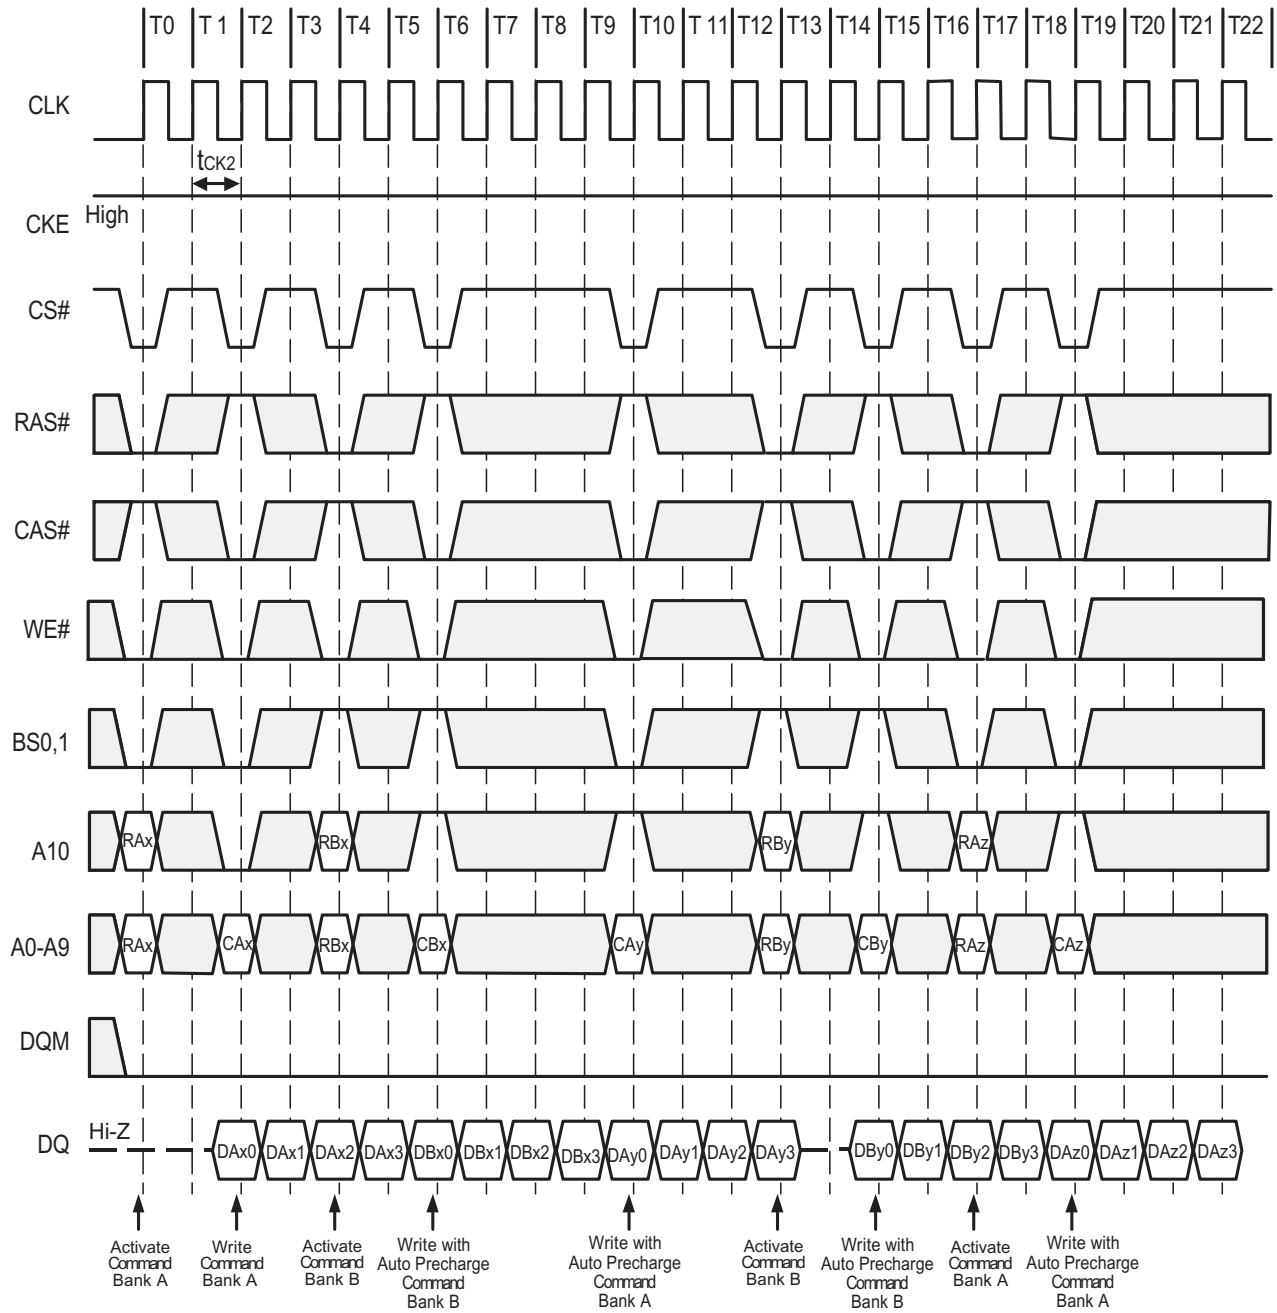 T0 T 1 T2 T3 T4 T5 T6 T7 T8 T9 T10 T 11 T12 T13 T14 T15 T16 T17 T18 T19 T20 T21 T22
CLK
tCK2
High
CKE
CS#
RAS#
CAS#
WE#
BS0,1
A10 RAx RBx RBy RAz
A0-A9 RAx CAx RBx CBx CAy RBy CBy RAz CAz
DQM
DQ Hi-Z DAx0 DAx1 DAx2 DAx3 DBx0 DBx1 DBx2 DBx3 DAy0 DAy1 DAy2 DAy3 DBy0 DBy1 DBy2 DBy3 DAz0 DAz1 DAz2 DAz3
Activate
Command
Bank A
Write
Command
Bank A
Activate
Command
Bank B
Write with
Auto Precharge
Command
Bank B
Write with
Auto Precharge
Command
Bank A
Activate
Command
Bank B
Write with
Auto Precharge
Command
Bank B
Activate
Command
Bank A
Write with
Auto Precharge
Command
Bank A